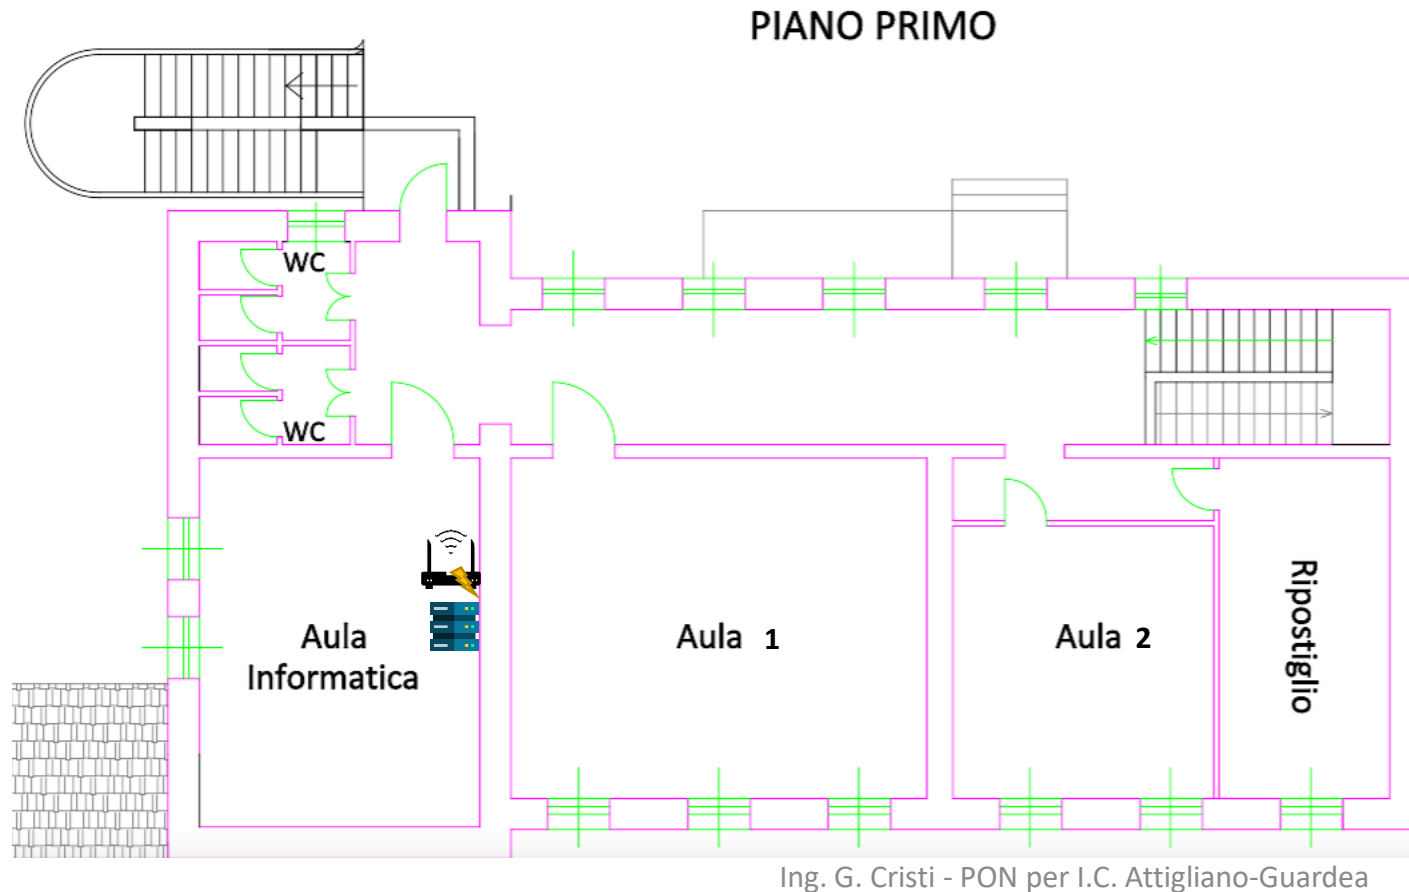 PIANO PRIMO
WC
WC
Aula
Informatica
Aula 1
Aula 2
Ripostiglio
Ing. G. Cristi - PON per I.C. Attigliano-Guardea